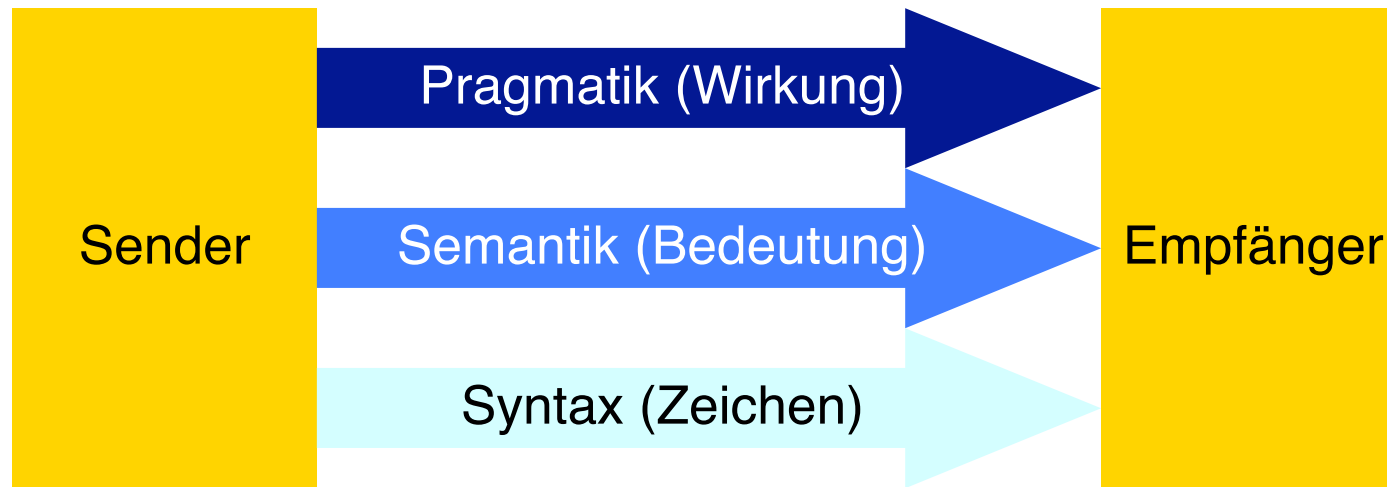 Pragmatik (Wirkung)
Sender
Semantik (Bedeutung)
Empfänger
Syntax (Zeichen)